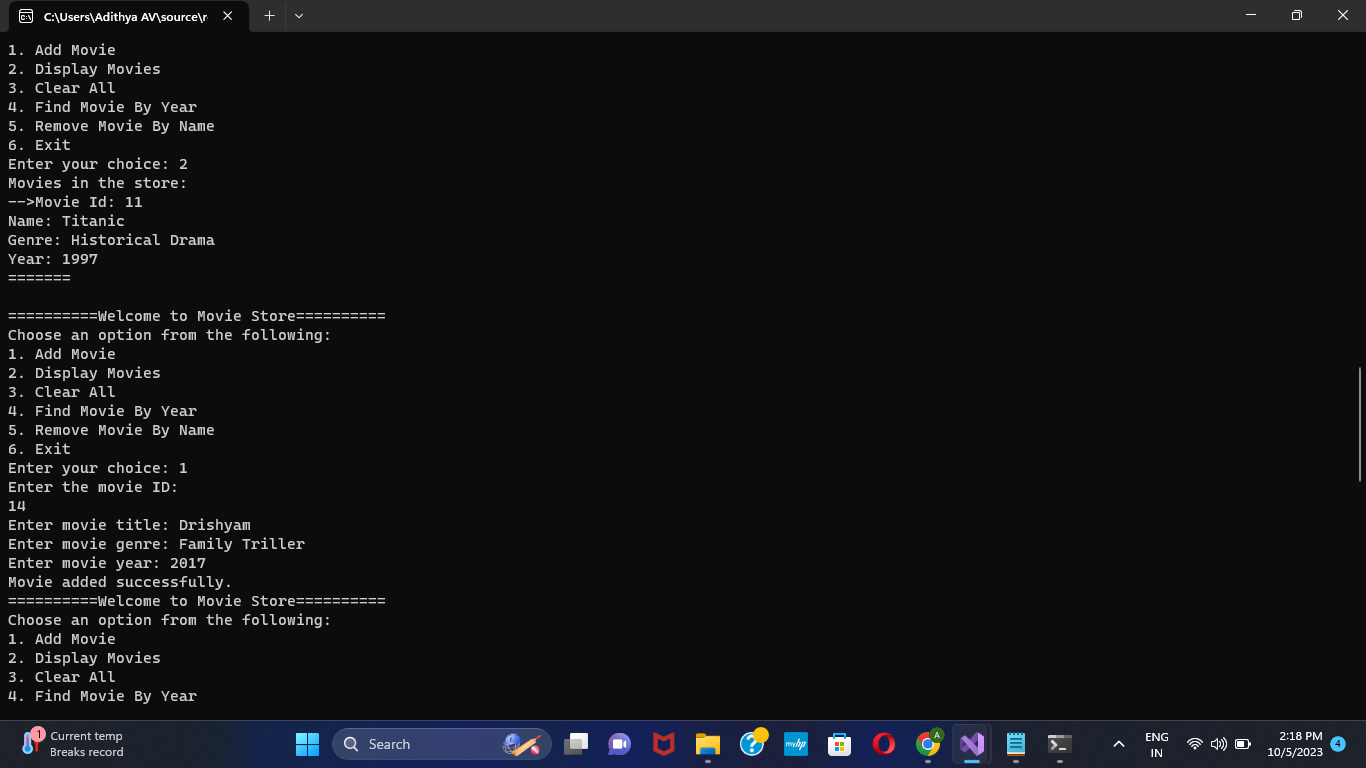 C:\Users\Adithya AV\source\r
1. Add Movie
2. Display Movies
3. Clear All
4. Find Movie By Year
5. Remove Movie By Name
6. Exit
Enter your choice: 2
Movies in the store:
-->Movie Id: 11
Name: Titanic
Genre: Historical Drama
Year: 1997
=======
==========Welcome to Movie Store==========
Choose an option from the following:
1. Add Movie
2. Display Movies
3. Clear All
4. Find Movie By Year
5. Remove Movie By Name
6. Exit
Enter your choice: 1
Enter the movie ID:
14
Enter movie title: Drishyam
Enter movie genre: Family Triller
Enter movie year: 2017
Movie added successfully.
==========Welcome to Movie Store==========
Choose an option from the following:
1. Add Movie
2. Display Movies
3. Clear All
4. Find Movie By Year
1
Current temp
Breaks record
Search
myhp
A
ENG
IN
2:18 PM
10/5/2023
4